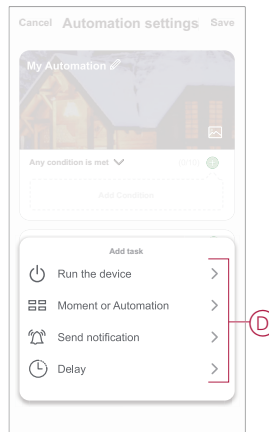 Cancel Automation settings Save
My Automation
Any condition is met
Add Condition
Add task
Run the device
Moment or Automation
Send notification
Delay
D